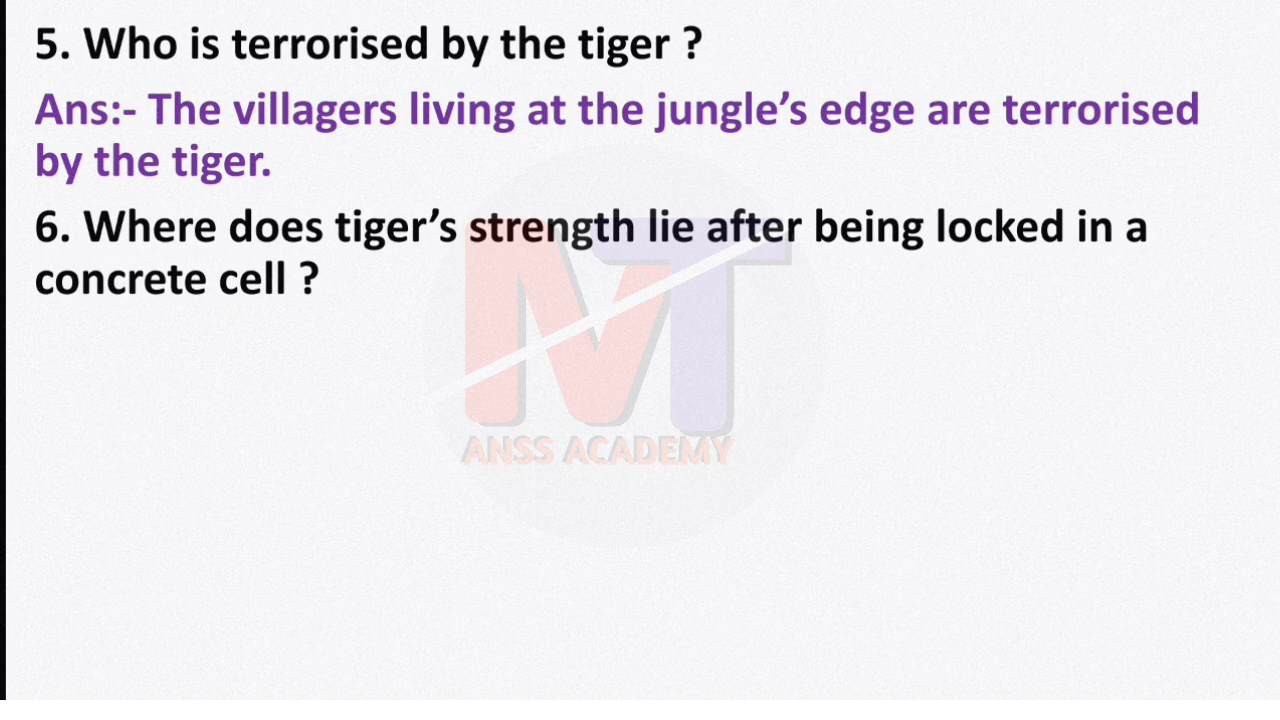 5. Who is terrorised by the tiger ?
Ans:- The villagers living at the jungle’s edge are terrorised
by the tiger.
6. Where does tiger’s strength lie after being locked in a
concrete cell ?
MT
ANSS ACADEMY